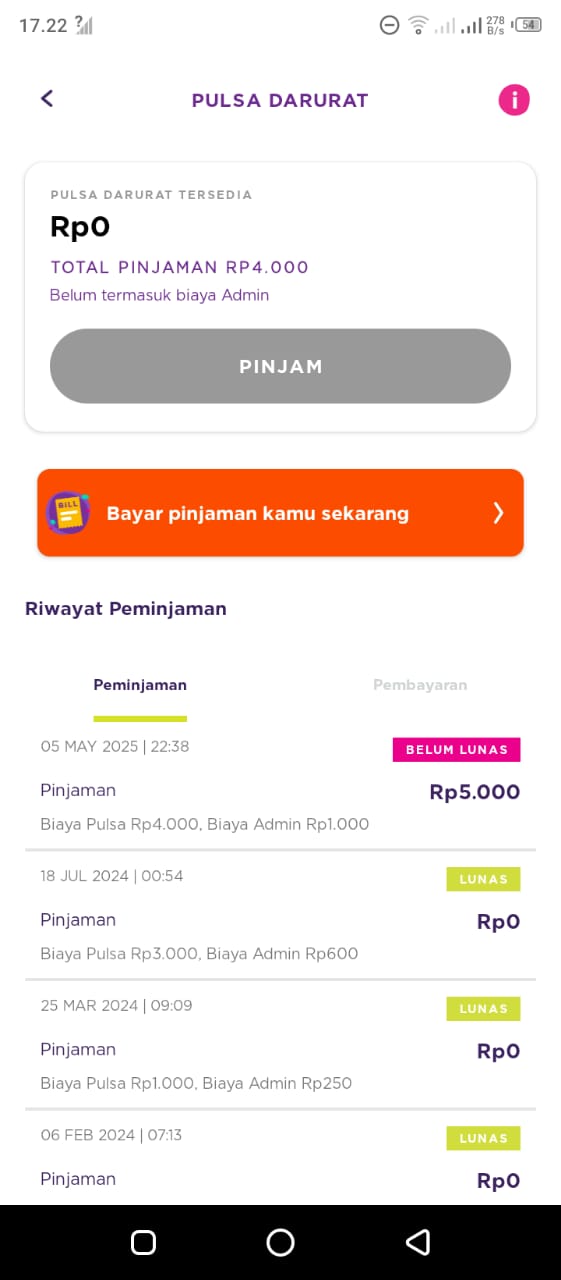 17.22
278
B/s
54
PULSA DARURAT
i
PULSA DARURAT TERSEDIA
Rp0
TOTAL PINJAMAN RP4.000
Belum termasuk biaya Admin
PINJAM
BILL
Bayar pinjaman kamu sekarang
Riwayat Peminjaman
Peminjaman Pembayaran
05 MAY 2025 | 22:38 BELUM LUNAS
Pinjaman Rp5.000
Biaya Pulsa Rp4.000, Biaya Admin Rp1.000
18 JUL 2024 | 00:54 LUNAS
Pinjaman Rp0
Biaya Pulsa Rp3.000, Biaya Admin Rp600
25 MAR 2024 | 09:09 LUNAS
Pinjaman Rp0
Biaya Pulsa Rp1.000, Biaya Admin Rp250
06 FEB 2024 | 07:13 LUNAS
Pinjaman Rp0